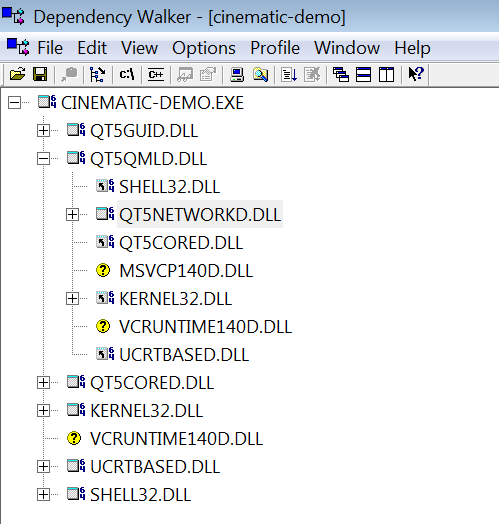 Dependency Walker - [cinematic-demo]
File Edit View Options Profile Window Help
c:\ C++
CINEMATIC-DEMO.EXE
QT5GUID.DLL
QT5QMLD.DLL
SHELL32.DLL
QT5NETWORKD.DLL
QT5CORED.DLL
MSVCP140D.DLL
KERNEL32.DLL
VCRUNTIME140D.DLL
UCRTBASED.DLL
QT5CORED.DLL
KERNEL32.DLL
VCRUNTIME140D.DLL
UCRTBASED.DLL
SHELL32.DLL